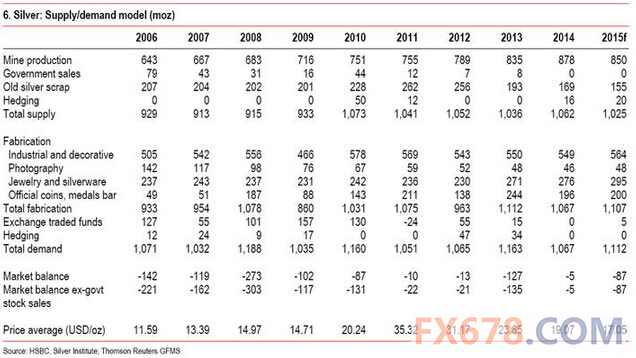 6. Silver: Supply/demand model (moz)
2006 2007 2008 2009 2010 2011 2012 2013 2014 2015f
Mine production 643 667 683 716 751 755 789 835 878 850
Government sales 79 43 31 16 44 12 7 8 0 0
Old silver scrap 207 204 202 201 228 262 256 193 169 155
Hedging 0 0 0 0 50 12 0 0 16 20
Total supply 929 913 915 933 1,073 1,041 1,052 1,036 1,062 1,025
Fabrication
Industrial and decorative 505 542 556 466 578 569 543 550 549 564
Photography 142 117 98 76 67 59 52 48 46 48
Jewelry and silverware 237 243 237 231 242 236 230 271 276 295
Official coins, medals bar 49 51 187 88 143 211 138 244 196 200
Total fabrication 933 954 1,078 860 1,031 1,075 963 1,112 1,067 1,107
Exchange traded funds 127 55 101 157 130 -24 55 15 0 5
Hedging 12 24 9 17 0 0 47 34 0 0
Total demand 1,071 1,032 1,188 1,035 1,160 1,051 1,065 1,163 1,067 1,112
Market balance -142 -119 -273 -102 -87 -10 -13 -127 -5 -87
Market balance ex-govt -221 -162 -303 -117 -131 -22 -21 -135 -5 -87
stock sales
FX678.COM
Price average (USD/oz) 11.59 13.39 14.97 14.71 20.24 35.32 31.17 23.85 19.07 17.05
Source: HSBC, Silver Institute, Thomson Reuters GFMS